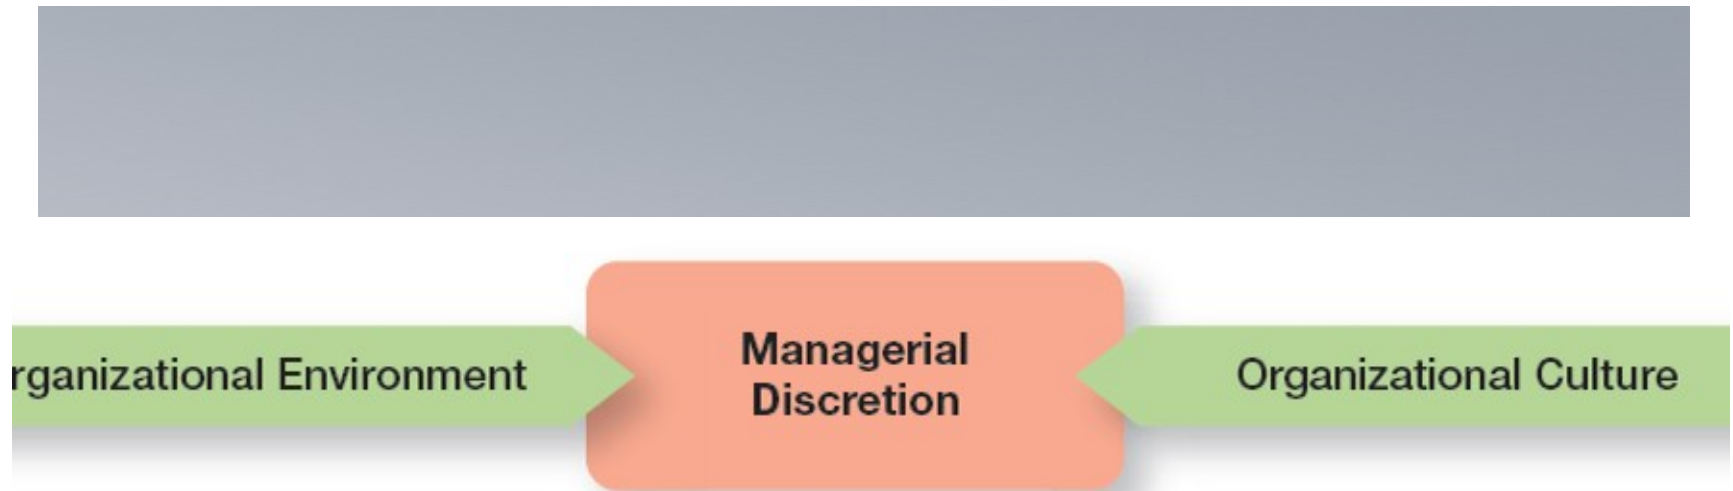 rganizational Environment
Managerial
Discretion
Organizational Culture